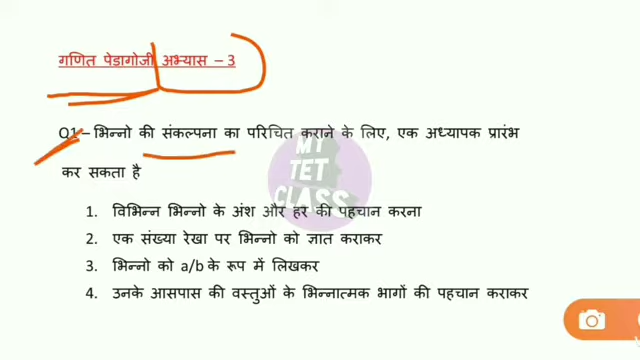 गणित पेडागोजी अभ्यास – 3
Q1 – भिन्नो की संकल्पना का परिचित कराने के लिए, एक अध्यापक प्रारंभ
कर सकता है
MY
TET
CLASS
1. विभिन्न भिन्नो के अंश और हर की पहचान करना
2. एक संख्या रेखा पर भिन्नो को ज्ञात कराकर
3. भिन्नो को a/b के रूप में लिखकर
4. उनके आसपास की वस्तुओं के भिन्नात्मक भागों की पहचान कराकर